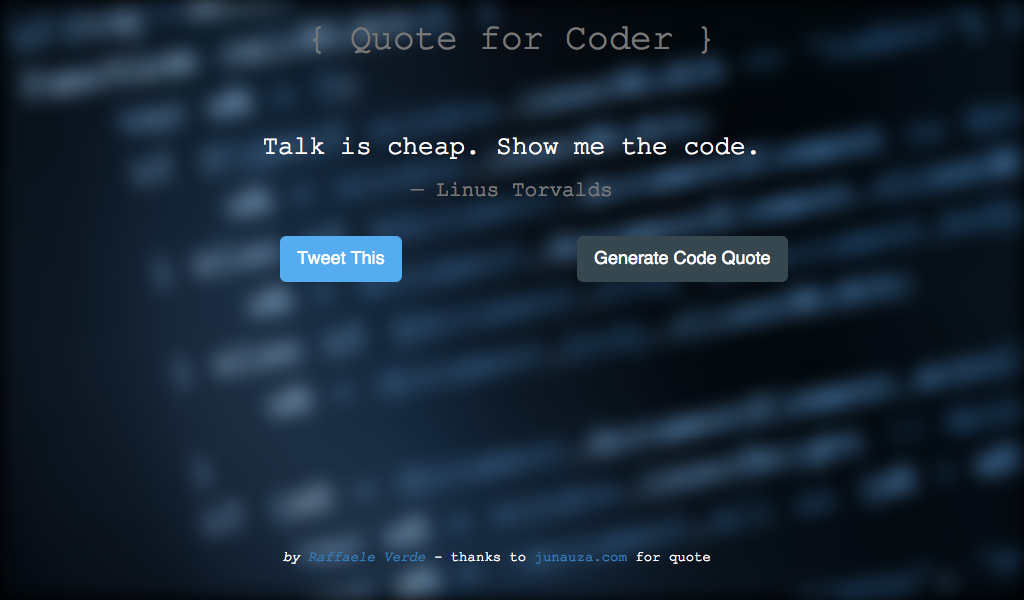 { Quote for Coder }
Talk is cheap. Show me the code.
— Linus Torvalds
Tweet This
Generate Code Quote
by Raffaele Verde - thanks to junauza.com for quote